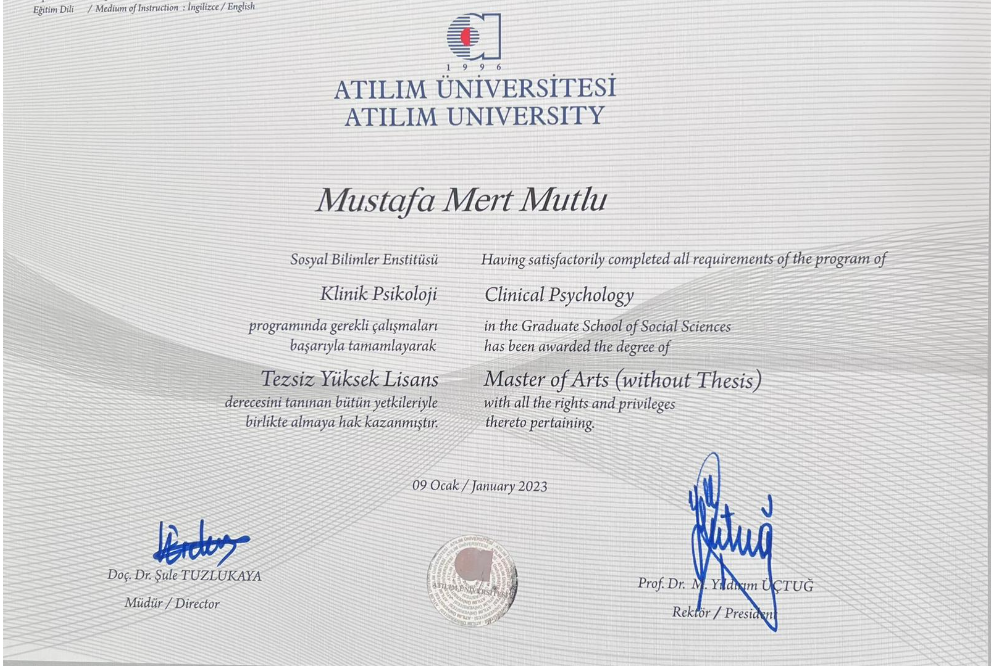 Eğitim Dili / Medium of Instruction : İngilizce / English
1 9 9 6
ATILIM ÜNİVERSİTESİ
ATILIM UNIVERSITY
Mustafa Mert Mutlu
Sosyal Bilimler Enstitüsü
Klinik Psikoloji
programında gerekli çalışmaları
başarıyla tamamlayarak
Tezsiz Yüksek Lisans
derecesini tanınan bütün yetkileriyle
birlikte almaya hak kazanmıştır.
Having satisfactorily completed all requirements of the program of
Clinical Psychology
in the Graduate School of Social Sciences
has been awarded the degree of
Master of Arts (without Thesis)
with all the rights and privileges
thereto pertaining.
09 Ocak / January 2023
Doç. Dr. Şule TUZLUKAYA
Müdür / Director
Prof. Dr. M. Yıldırım ÜÇTUĞ
Rektör / President